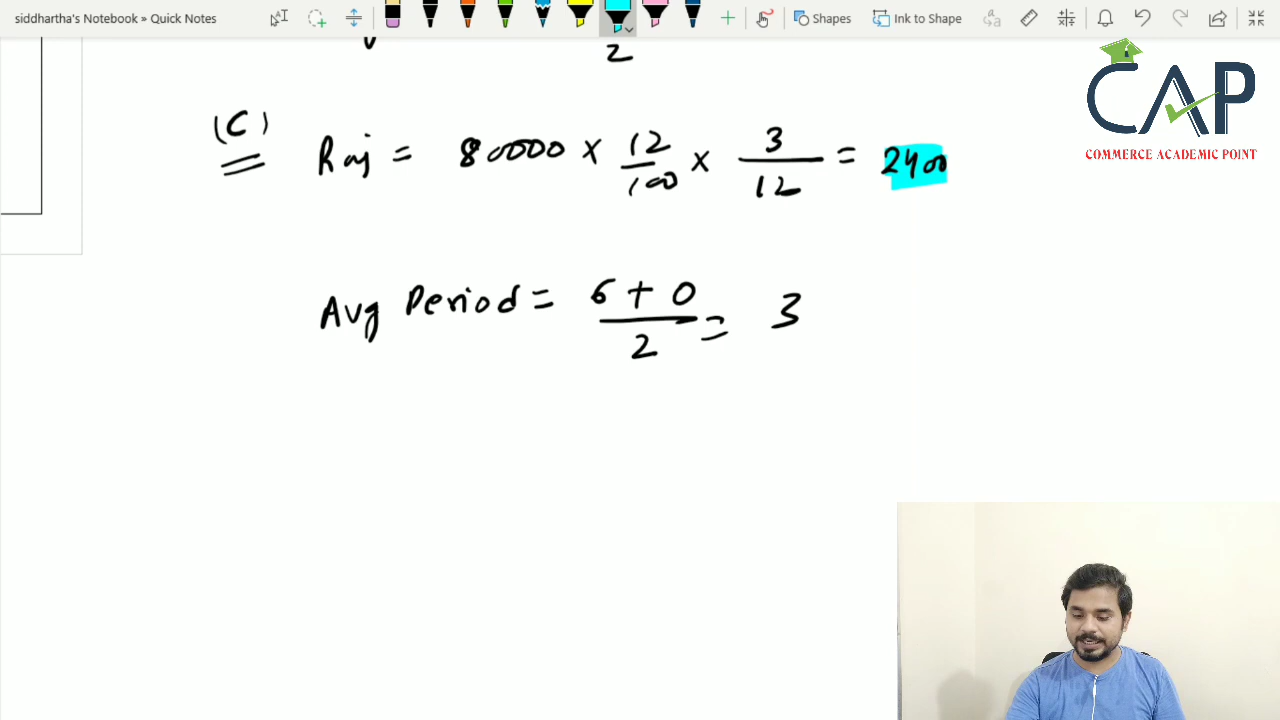 siddhartha's Notebook » Quick Notes
Shapes
Ink to Shape
2
CAP
COMMERCE ACADEMIC POINT
(C) Raj = 80000 × 12/100 × 3/12 = 2400
Avg Period = 6 + 0/2 = 3